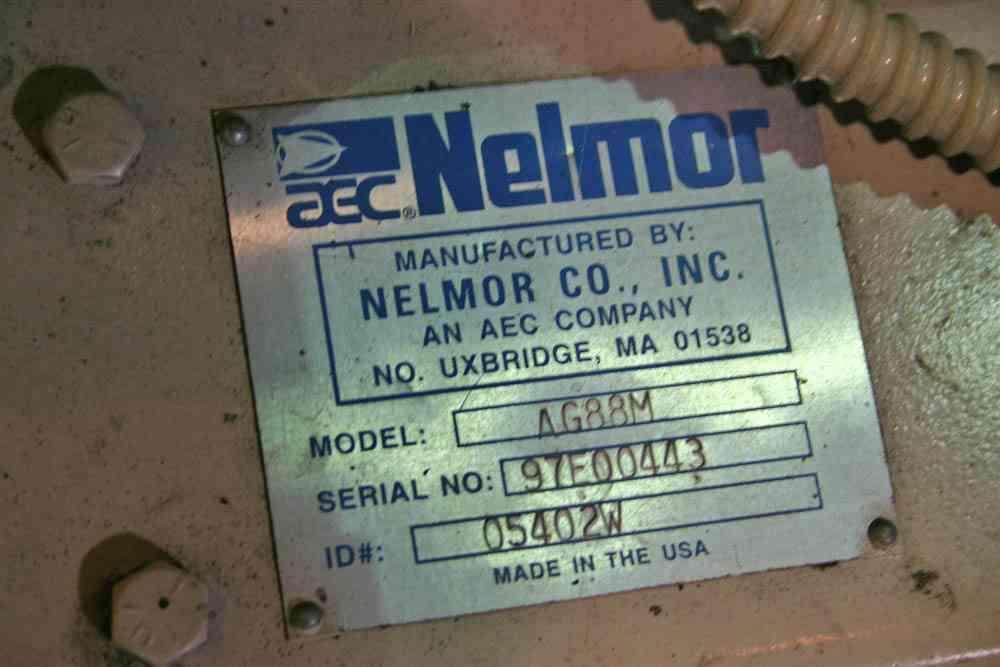 AEC® Nelmor
MANUFACTURED BY:
NELMOR CO., INC.
AN AEC COMPANY
NO. UXBRIDGE, MA 01538
MODEL: AG88M
SERIAL NO: 97E00443
ID#: 05402W
MADE IN THE USA